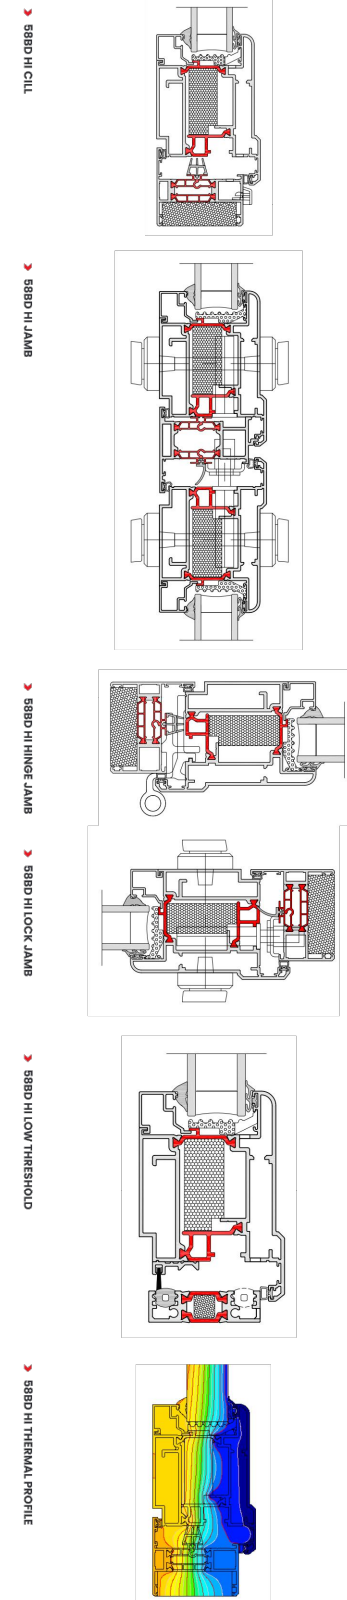 58BD HI CILL
58BD HI JAMB
58BD HI HINGE JAMB
58BD HI LOCK JAMB
58BD HI LOW THRESHOLD
58BD HI THERMAL PROFILE